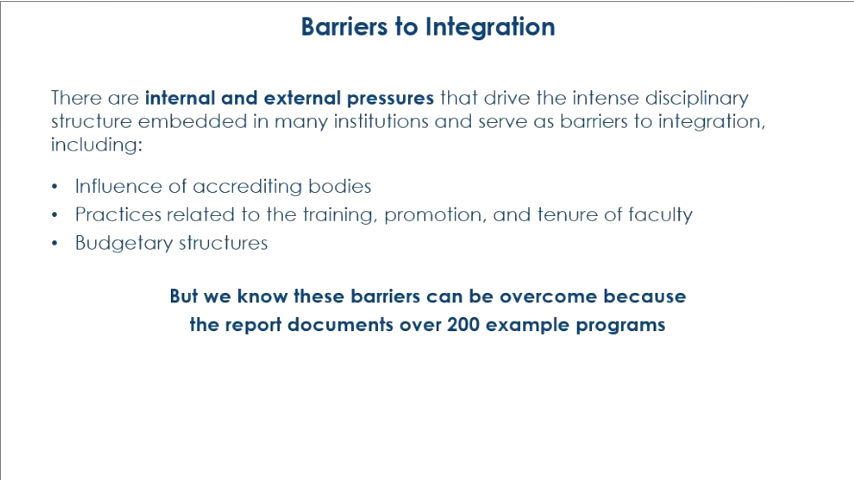 Barriers to Integration
There are internal and external pressures that drive the intense disciplinary
structure embedded in many institutions and serve as barriers to integration,
including:
• Influence of accrediting bodies
• Practices related to the training, promotion, and tenure of faculty
• Budgetary structures
But we know these barriers can be overcome because
the report documents over 200 example programs